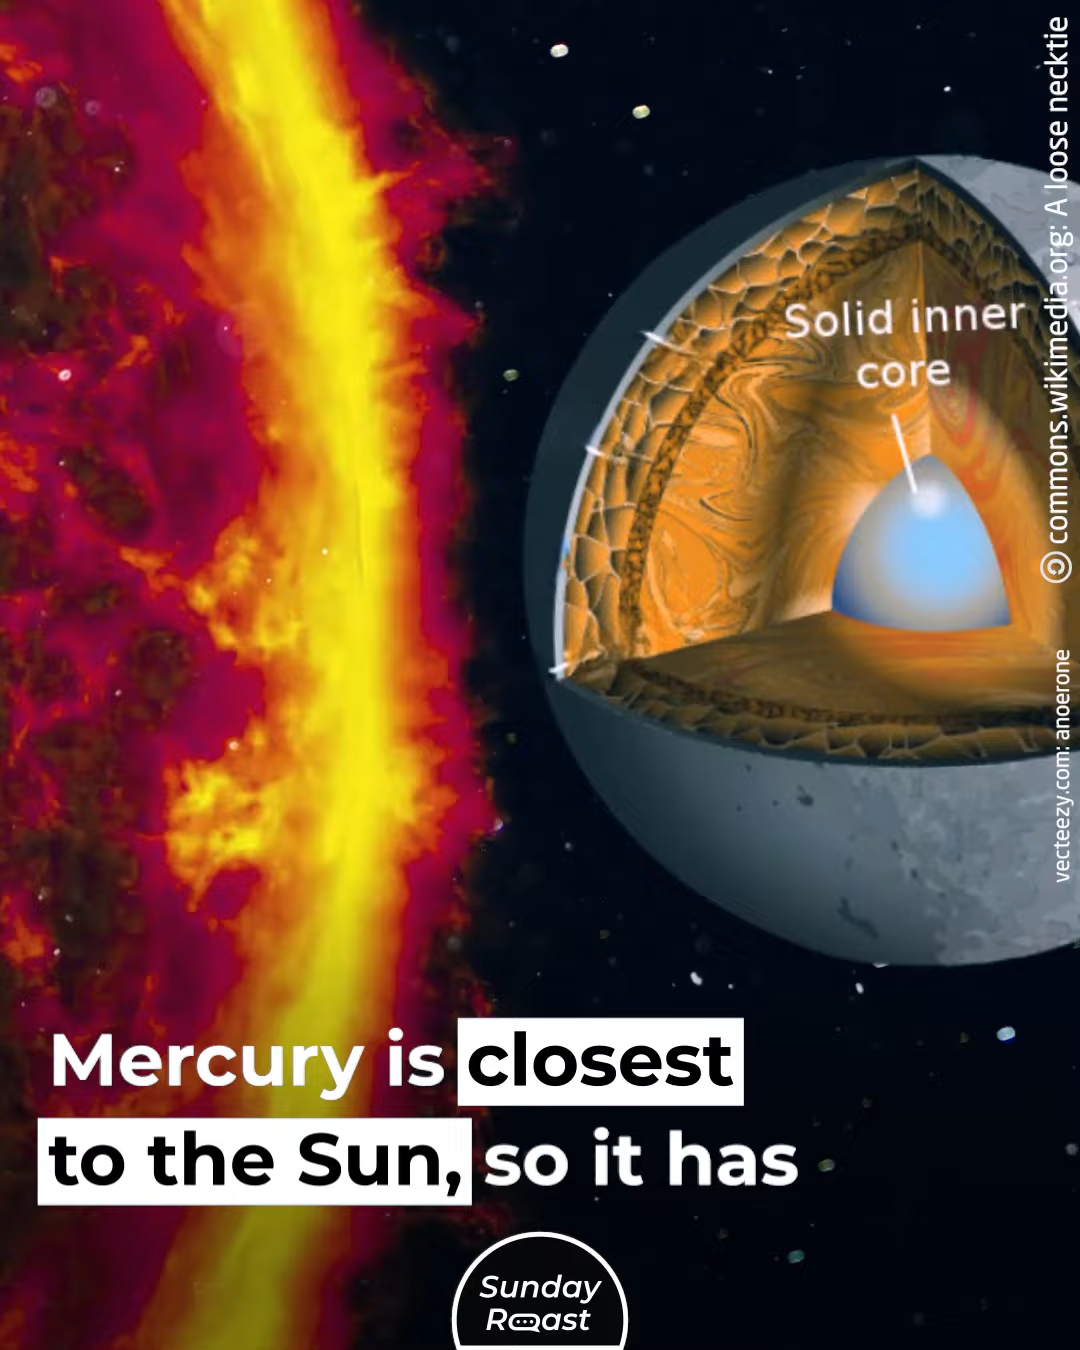 Solid inner
core
© commons.wikimedia.org: A loose necktie
vecteezy.com: anoerone
Mercury is closest
to the Sun, so it has
Sunday
Roast